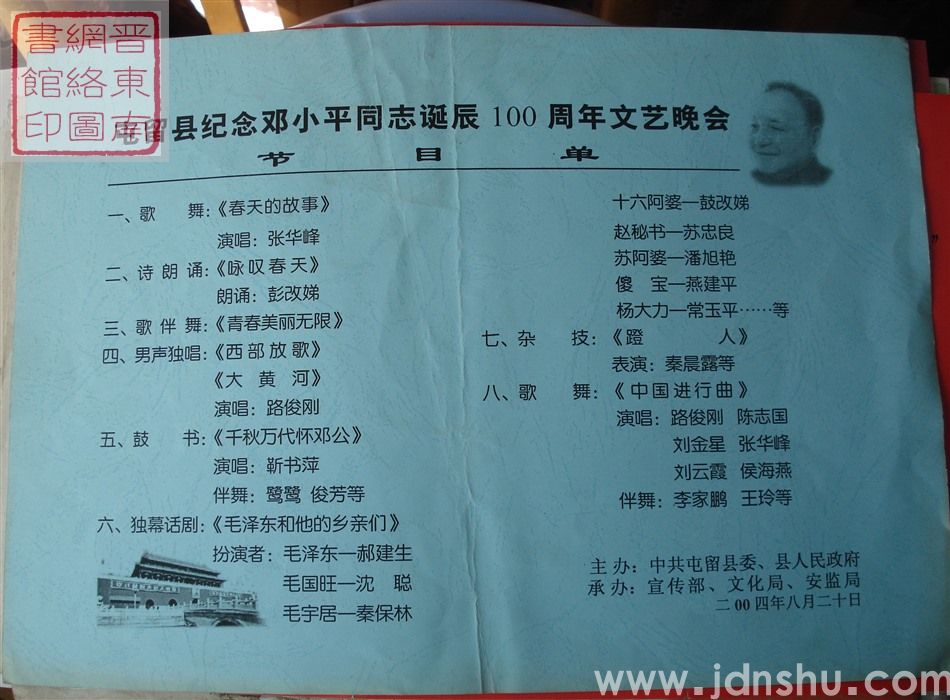 晋東南
網絡圖
書館印
屯留县纪念邓小平同志诞辰 100 周年文艺晚会
节 目 单
一、歌 舞:《春天的故事》
演唱：张华峰
二、诗 朗 诵:《咏叹春天》
朗诵：彭改娣
三、歌 伴 舞:《青春美丽无限》
四、男声独唱:《西部放歌》
《大 黄 河》
演唱：路俊刚
五、鼓 书:《千秋万代怀邓公》
演唱：靳书萍
伴舞：鹭鹭 俊芳等
六、独幕话剧:《毛泽东和他的乡亲们》
扮演者：毛泽东—郝建生
毛国旺—沈 聪
毛宇居—秦保林
十六阿婆—鼓改娣
赵秘书—苏忠良
苏阿婆—潘旭艳
傻 宝—燕建平
杨大力—常玉平……等
七、杂 技:《蹬 人》
表演：秦晨露等
八、歌 舞:《中国进行曲》
演唱：路俊刚 陈志国
刘金星 张华峰
刘云霞 侯海燕
伴舞：李家鹏 王玲等
主 办：中共屯留县委、县人民政府
承 办：宣传部、文化局、安监局
二00四年八月二十日
www.jdnshu.com